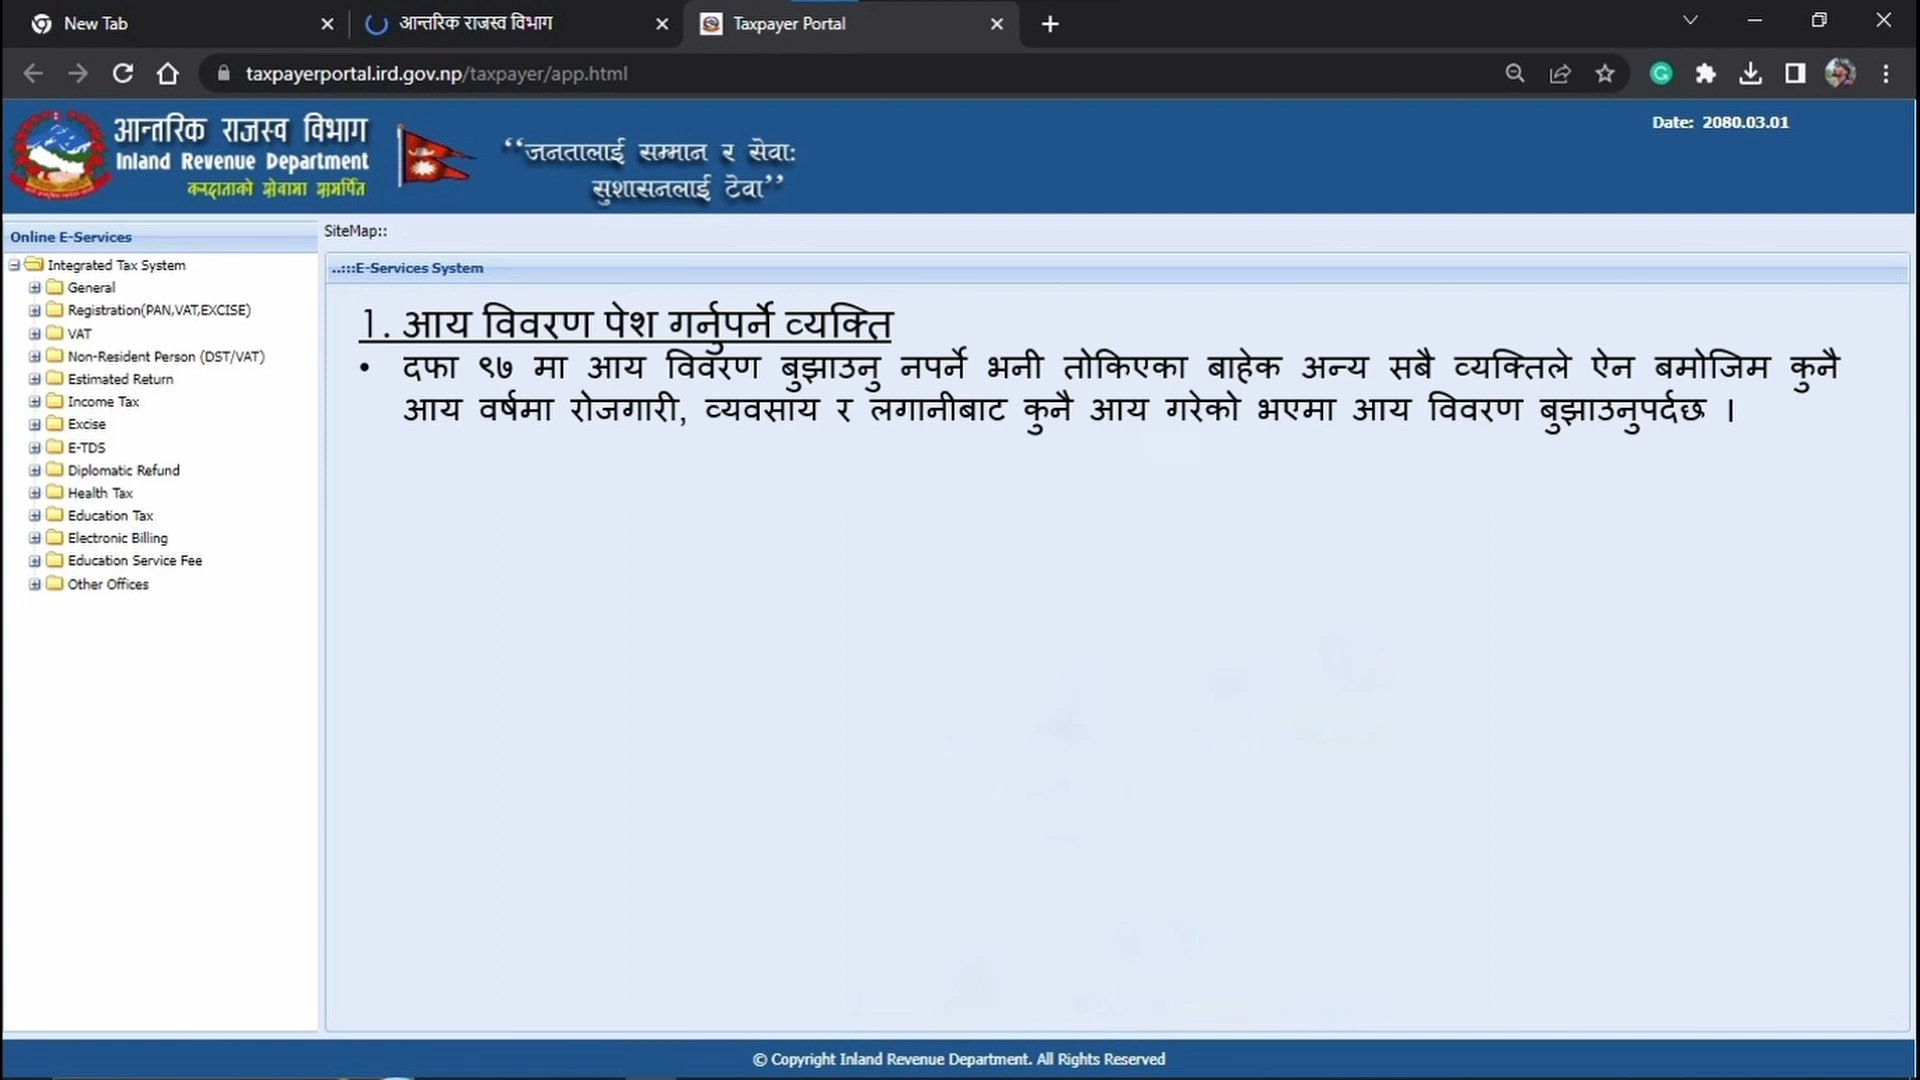 New Tab
आन्तरिक राजस्व विभाग
Taxpayer Portal
taxpayerportal.ird.gov.np/taxpayer/app.html
आन्तरिक राजस्व विभाग
Inland Revenue Department
करदाताको सेवामा समर्पित
“जनतालाई सम्मान र सेवा:
सुशासनलाई टेवा”
Date: 2080.03.01
Online E-Services
Integrated Tax System
General
Registration(PAN,VAT,EXCISE)
VAT
Non-Resident Person (DST/VAT)
Estimated Return
Income Tax
Excise
E-TDS
Diplomatic Refund
Health Tax
Education Tax
Electronic Billing
Education Service Fee
Other Offices
SiteMap::
..:::E-Services System
1. आय विवरण पेश गर्नुपर्ने व्यक्ति
• दफा ९७ मा आय विवरण बुझाउनु नपर्ने भनी तोकिएका बाहेक अन्य सबै व्यक्तिले ऐन बमोजिम कुनै
आय वर्षमा रोजगारी, व्यवसाय र लगानीबाट कुनै आय गरेको भएमा आय विवरण बुझाउनुपर्दछ ।
© Copyright Inland Revenue Department. All Rights Reserved